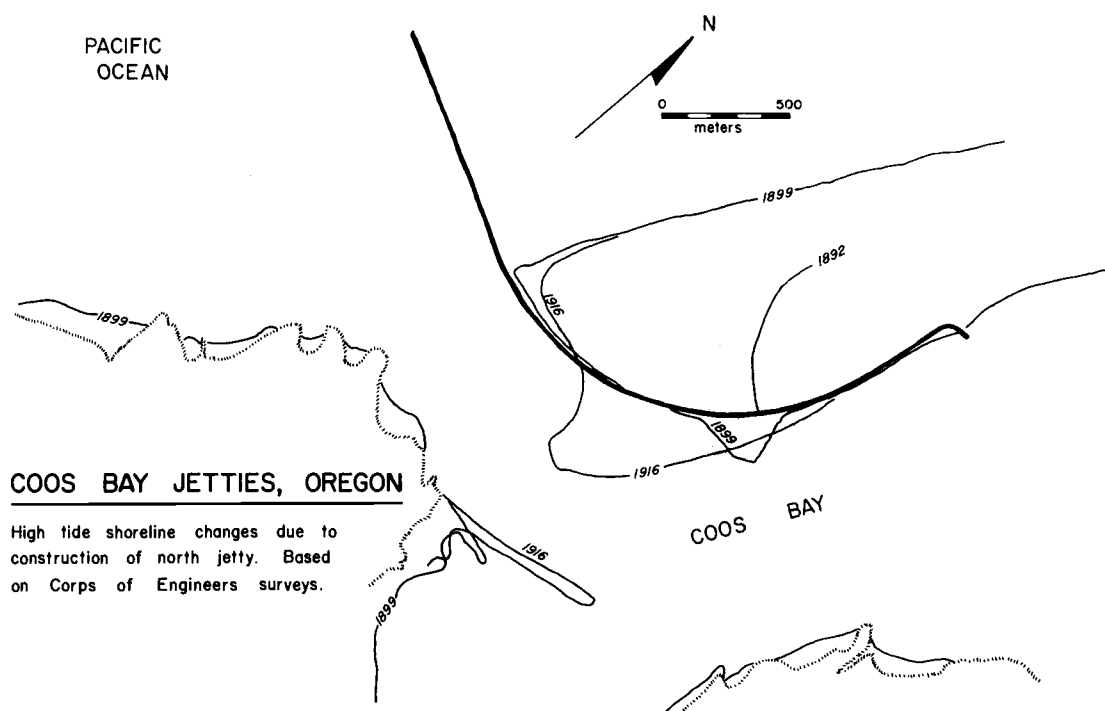 PACIFIC
OCEAN
N
0 500
meters
1899
1892
1916
1899
1899
1916
COOS BAY JETTIES, OREGON
High tide shoreline changes due to
construction of north jetty. Based
on Corps of Engineers surveys.
COOS BAY
1916
1899